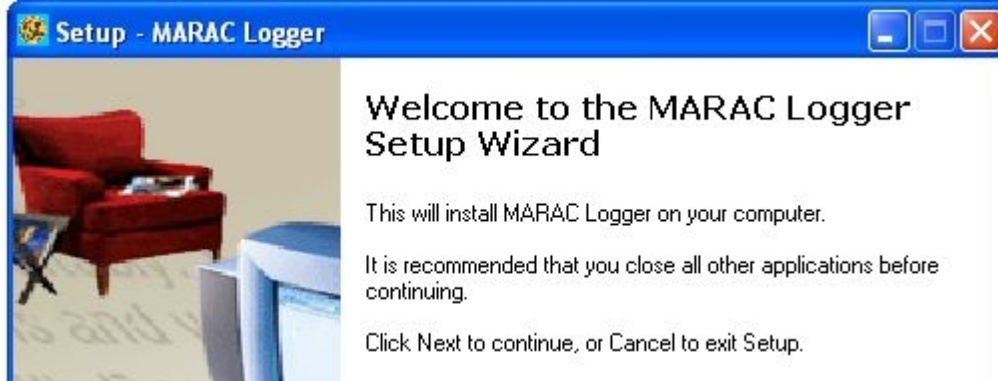 Setup - MARAC Logger
Welcome to the MARAC Logger
Setup Wizard
This will install MARAC Logger on your computer.
It is recommended that you close all other applications before
continuing.
Click Next to continue, or Cancel to exit Setup.